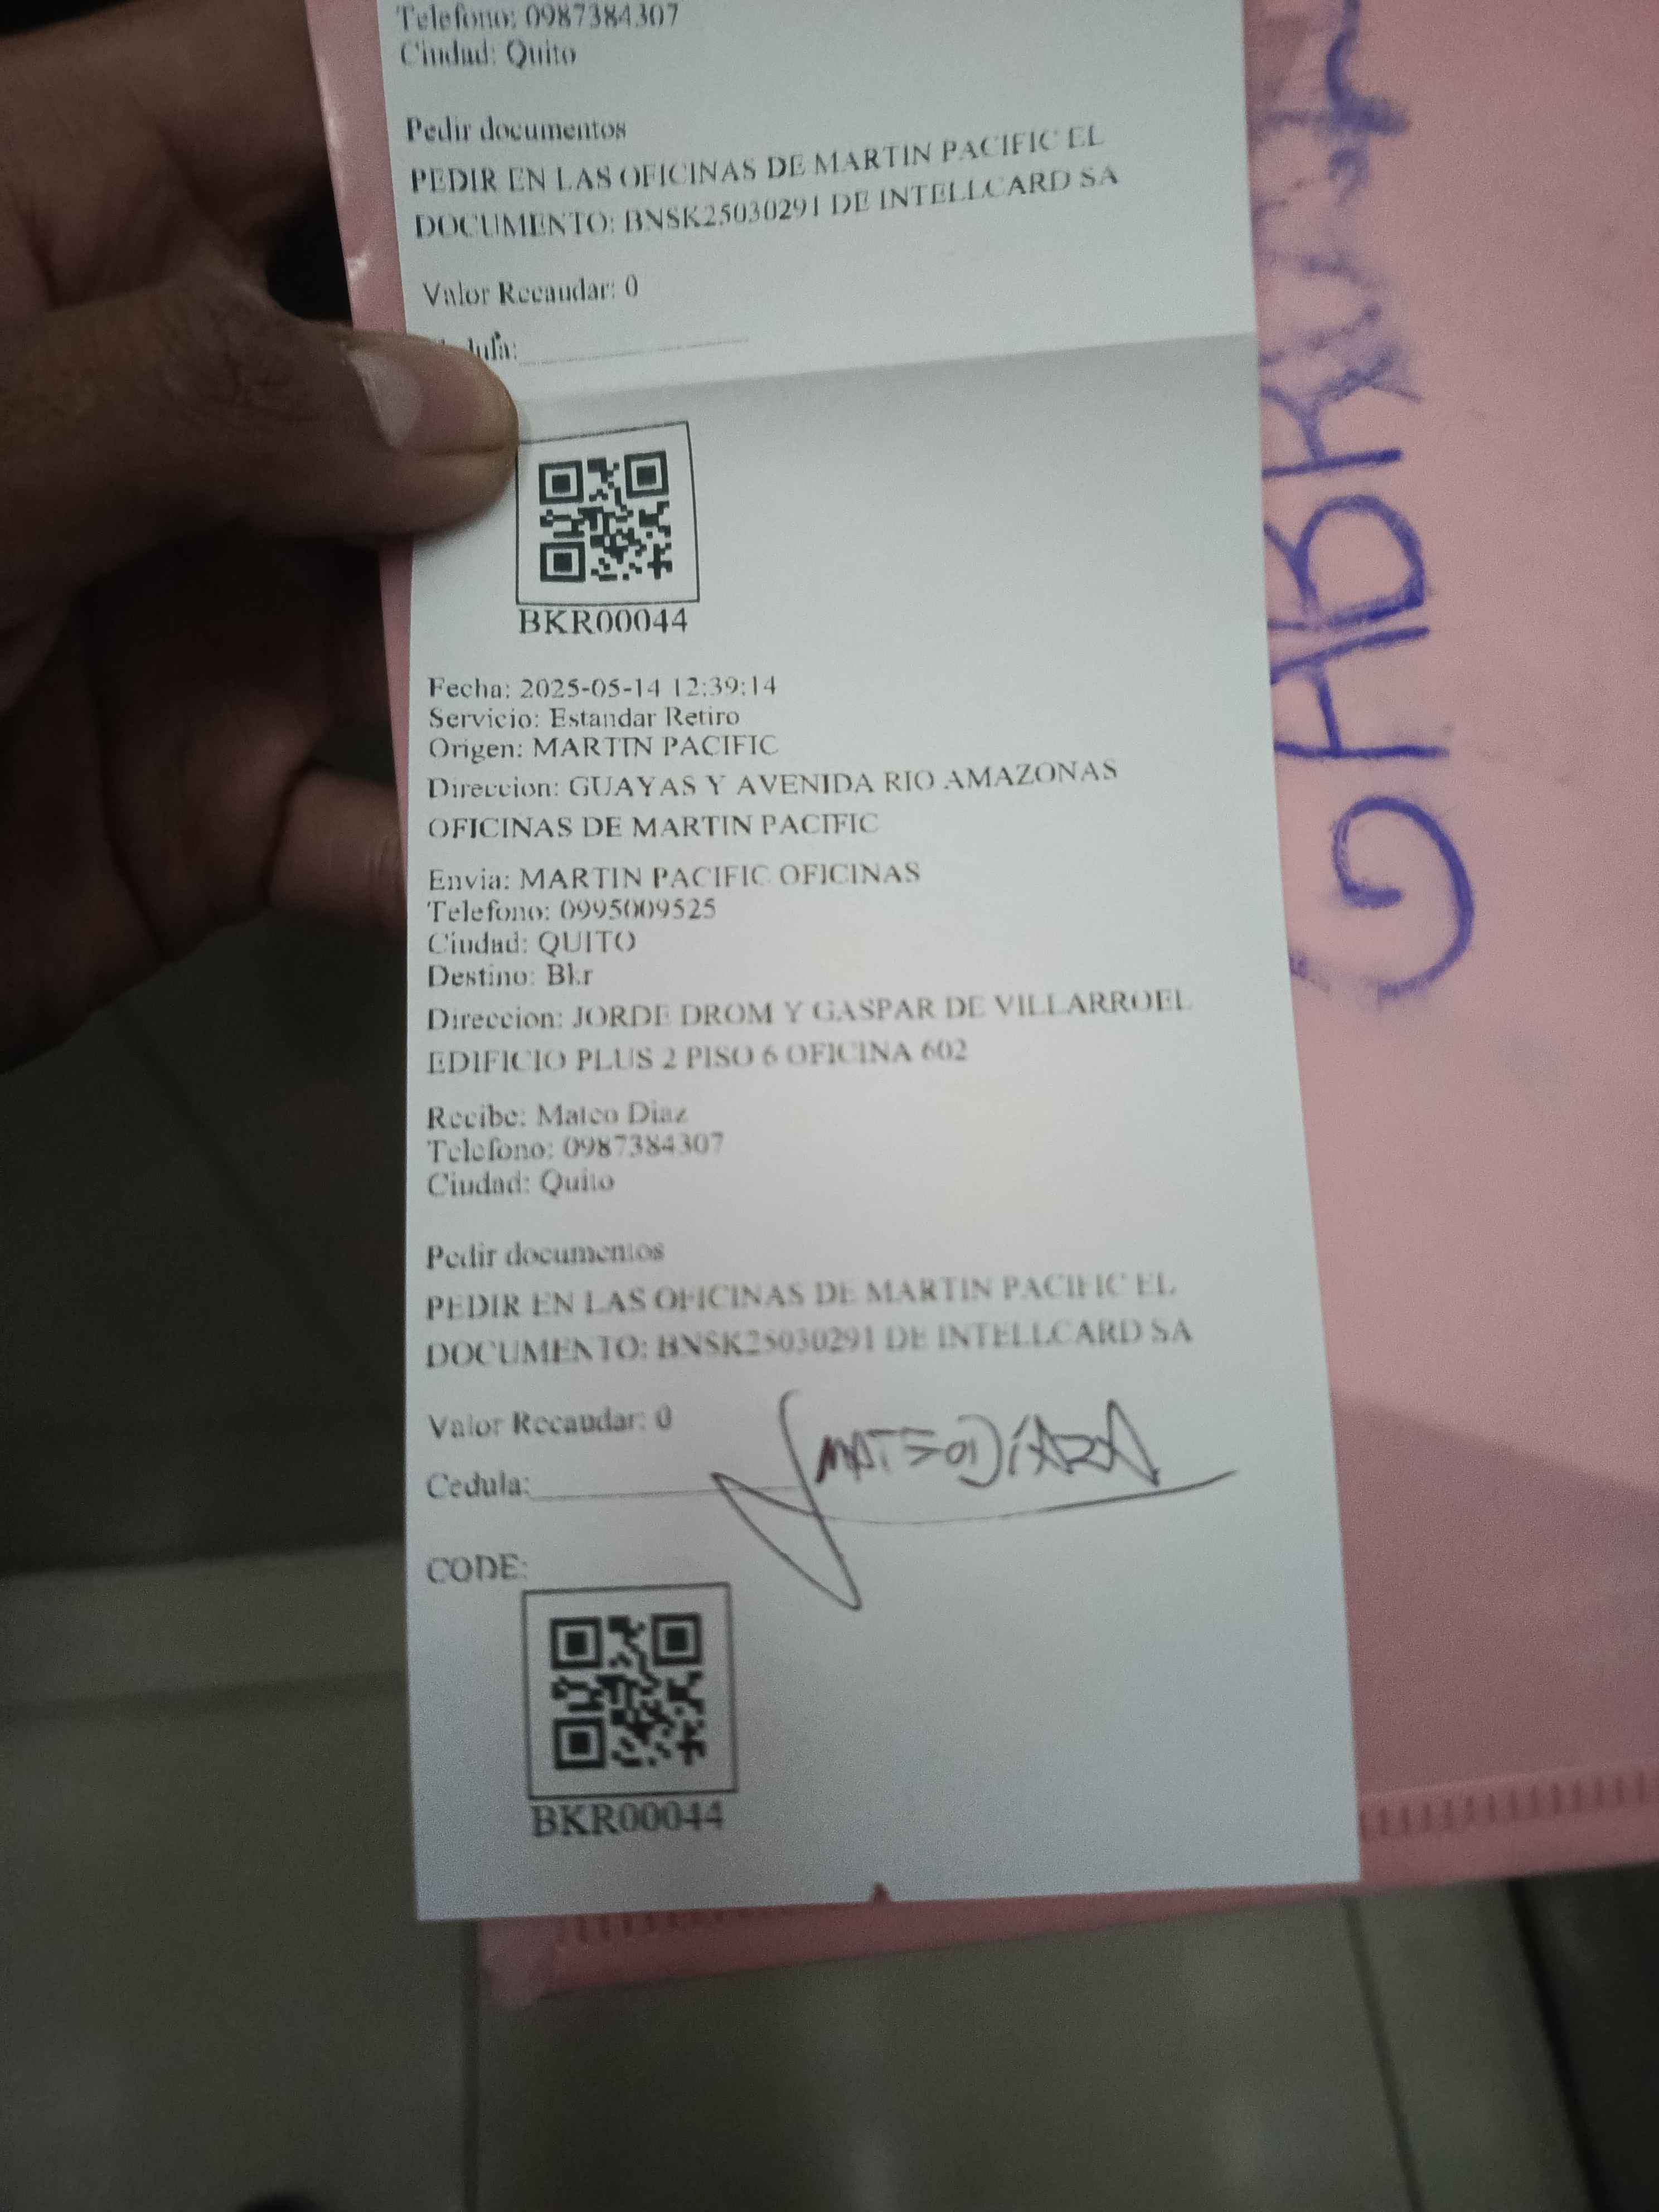 Telefono: 0987384307
Ciudad: Quito
Pedir documentos
PEDIR EN LAS OFICINAS DE MARTIN PACIFIC EL
DOCUMENTO: BNSK25030291 DE INTELLCARD SA
Valor Recaudar: 0
BKR00044
Fecha: 2025-05-14 12:39:14
Servicio: Estandar Retiro
Origen: MARTIN PACIFIC
Direccion: GUAYAS Y AVENIDA RIO AMAZONAS
OFICINAS DE MARTIN PACIFIC
Envia: MARTIN PACIFIC OFICINAS
Telefono: 0995009525
Ciudad: QUITO
Destino: Bkr
Direccion: JORDE DROM Y GASPAR DE VILLARROEL
EDIFICIO PLUS 2 PISO 6 OFICINA 602
Recibe: Mateo Diaz
Telefono: 0987384307
Ciudad: Quito
Pedir documentos
PEDIR EN LAS OFICINAS DE MARTIN PACIFIC EL
DOCUMENTO: BNSK25030291 DE INTELLCARD SA
Valor Recaudar: 0
Cedula:
CODE:
BKR00044